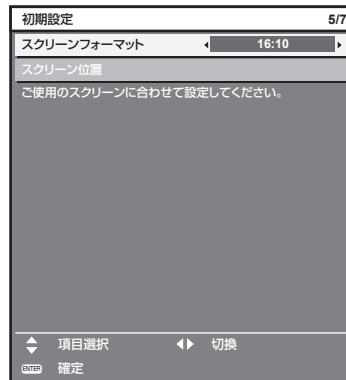 初期設定 5/7
スクリーンフォーマット 16:10
スクリーン位置
ご使用のスクリーンに合わせて設定してください。
項目選択 切換
ENTER 確定